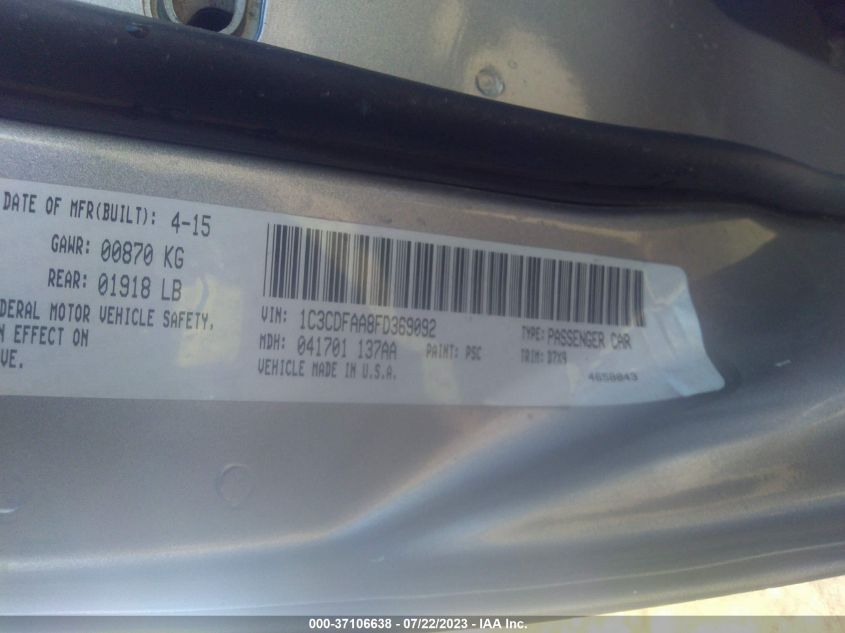 DATE OF MFR(BUILT): 4-15
GAWR: 00870 KG
REAR: 01918 LB
DERAL MOTOR VEHICLE SAFETY,
N EFFECT ON
VE.
VIN: 1C3CDFAA8FD369092
MDH: 041701 137AA
VEHICLE MADE IN U.S.A.
PAINT: PSC
TYPE: PASSENGER CAR
TRIM: D7X9
4658043
000-37106638 - 07/22/2023 - © IAA Inc.